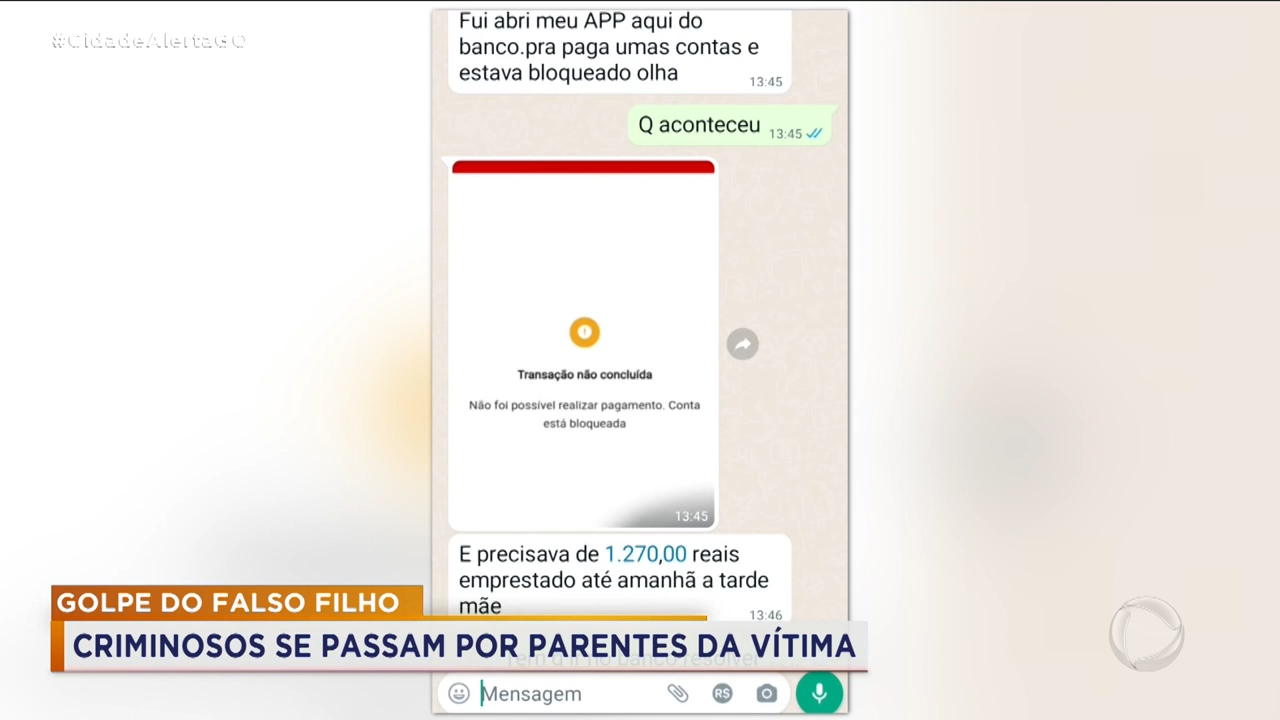 #CidadeAlertaGO
Fui abri meu APP aqui do
banco.pra paga umas contas e
estava bloqueado olha
13:45
Q aconteceu
13:45
Transação não concluída
Não foi possível realizar pagamento. Conta
está bloqueada
13:45
E precisava de 1.270,00 reais
emprestado até amanhã a tarde
mãe
13:46
GOLPE DO FALSO FILHO
CRIMINOSOS SE PASSAM POR PARENTES DA VÍTIMA
Mensagem
R$